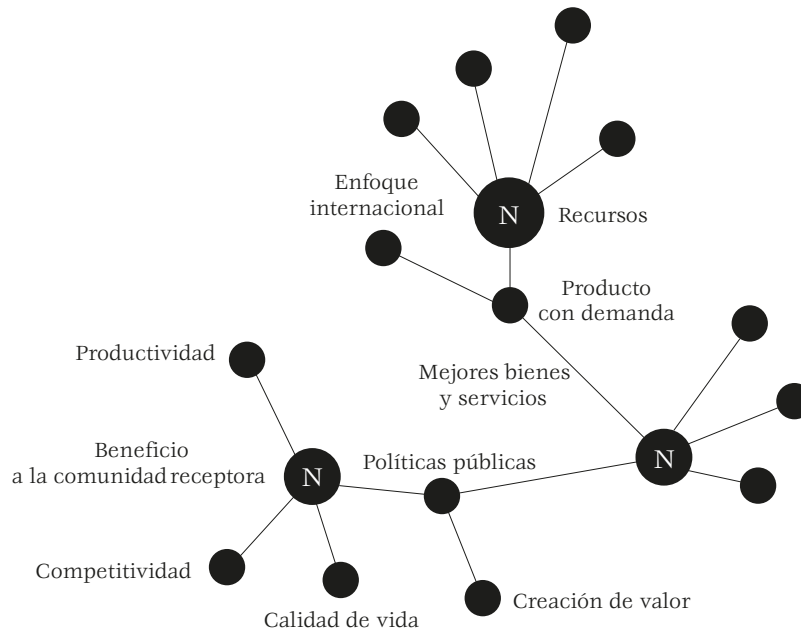 Enfoque
internacional
N
Recursos
Producto
con demanda
Productividad
Mejores bienes
y servicios
Beneficio
a la comunidad receptora
N
Políticas públicas
N
Competitividad
Calidad de vida
Creación de valor